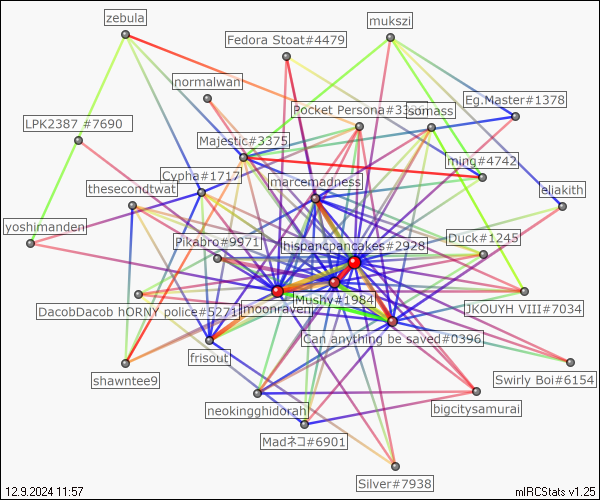 zebula
mukszi
Fedora Stoat#4479
normalwan
Eg.Master#1378
Pocket Persona#33
somass
LPK2387 #7690
Majestic#3375
ming#4742
Cypha#1717
marcemadness
thesecondtwat
eliakith
yoshimanden
Pikabro#9971
hispancpancakes#2928
Duck#1245
Mushy#1984
DacobDacob hORNY police#5271
moonraven
JKOUYH VIII#7034
Can anything be saved#0396
frisout
shawntee9
Swirly Boi#6154
neokingghidorah
bigcitysamurai
Madネコ#6901
Silver#7938
12.9.2024 11:57
mIRCStats v1.25